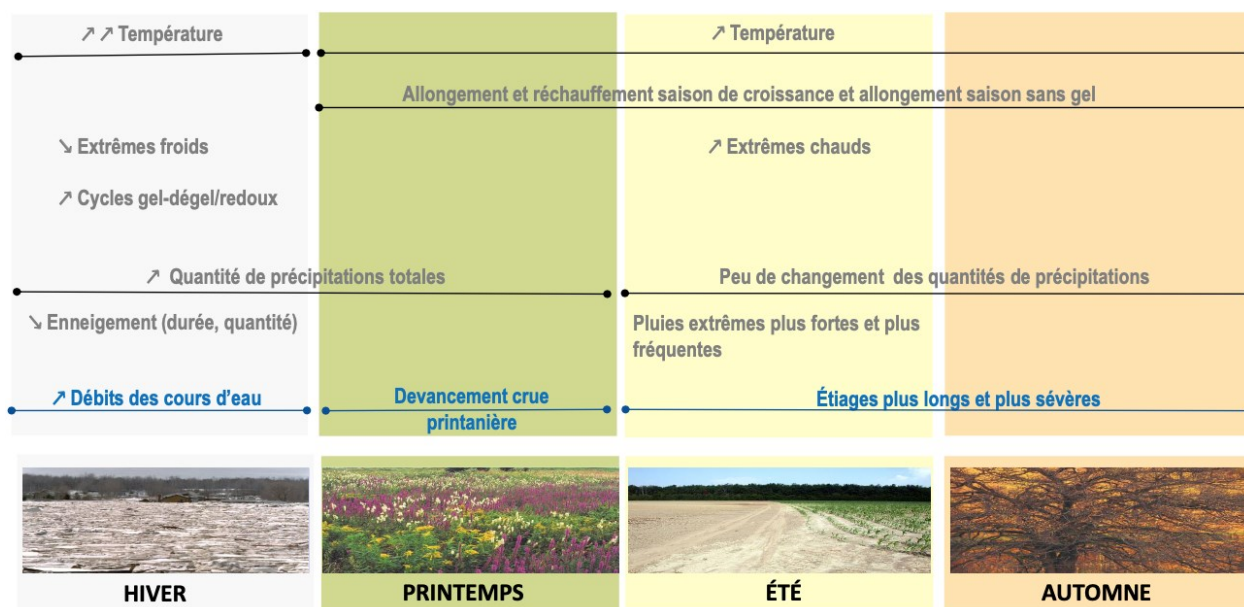 ↗ ↗ Température
↗ Température
Allongement et réchauffement saison de croissance et allongement saison sans gel
↘ Extrêmes froids
↗ Extrêmes chauds
↗ Cycles gel-dégel/redoux
↗ Quantité de précipitations totales
Peu de changement des quantités de précipitations
↘ Enneigement (durée, quantité)
Pluies extrêmes plus fortes et plus
fréquentes
↗ Débits des cours d’eau
Devancement crue
printanière
Étiages plus longs et plus sévères
HIVER
PRINTEMPS
ÉTÉ
AUTOMNE